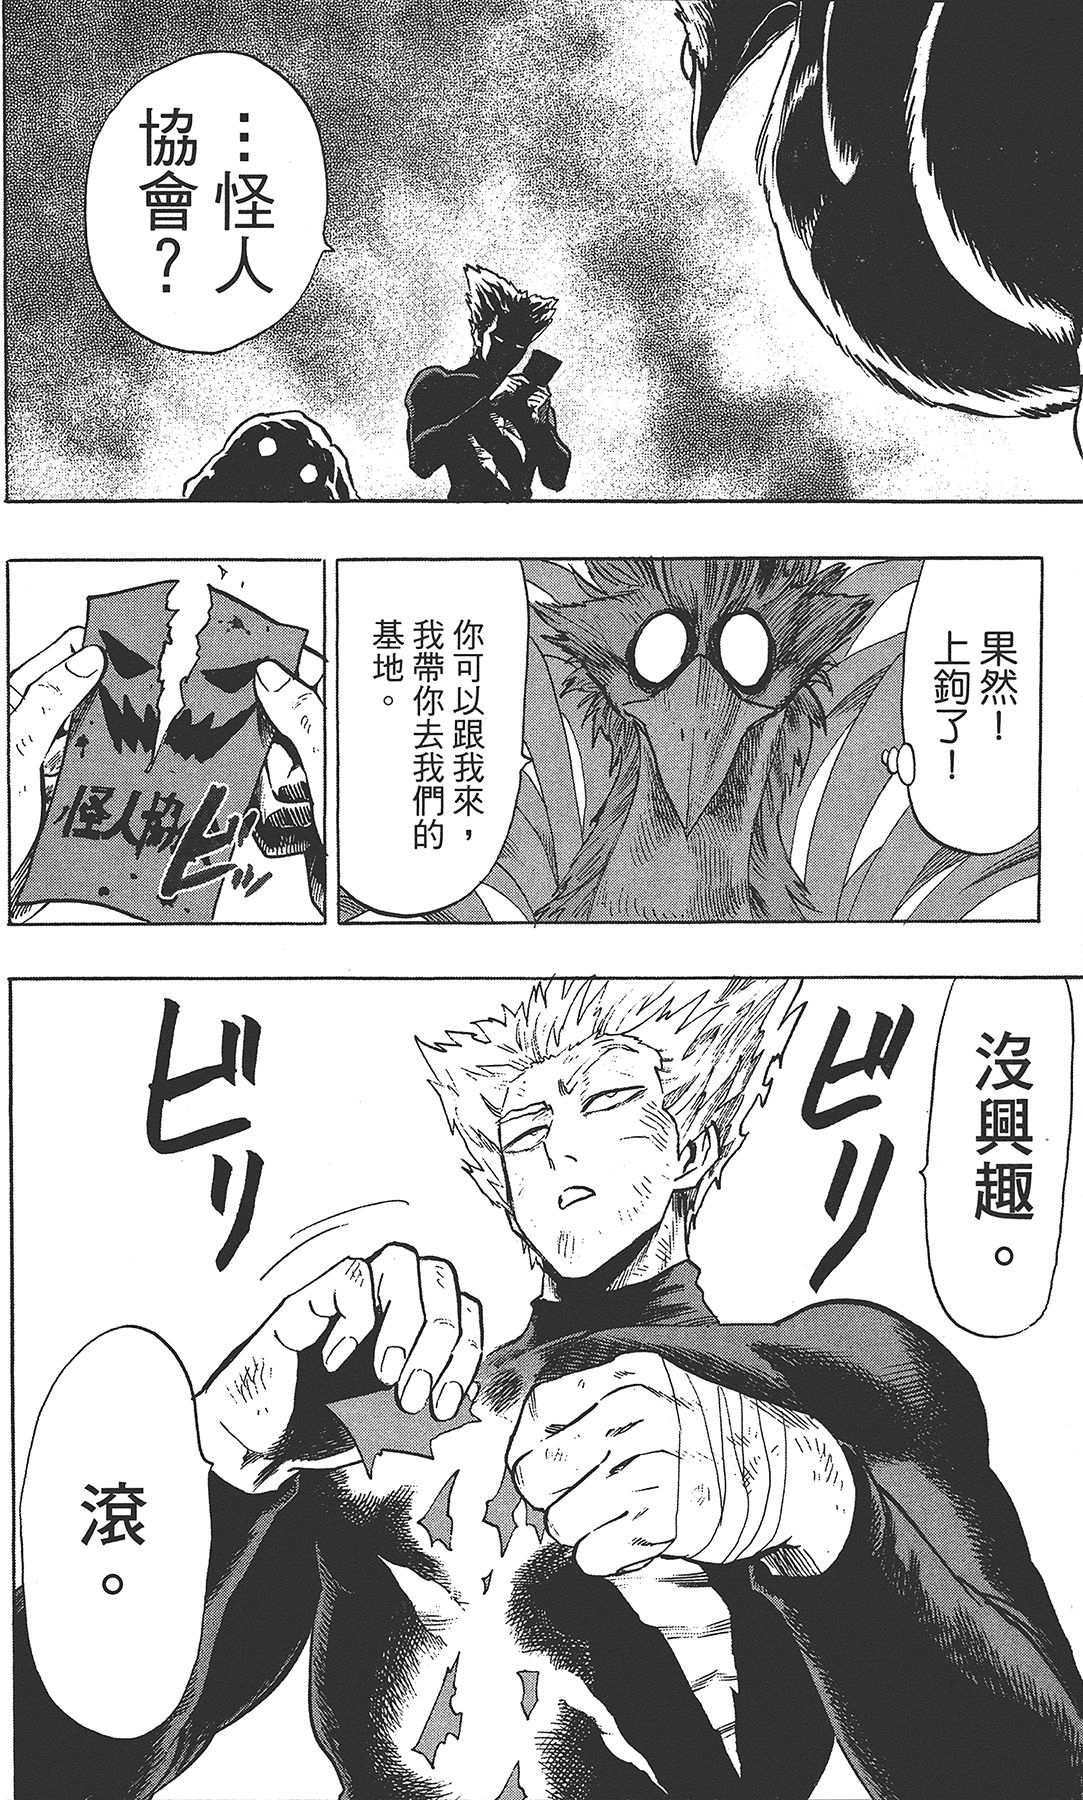 …怪人
協會？
果然！
上鉤了！
你可以跟我來，
我帶你去我們的
基地。
怪人協
ビビッ
沒興趣。
ビリ
ビリ
滾。